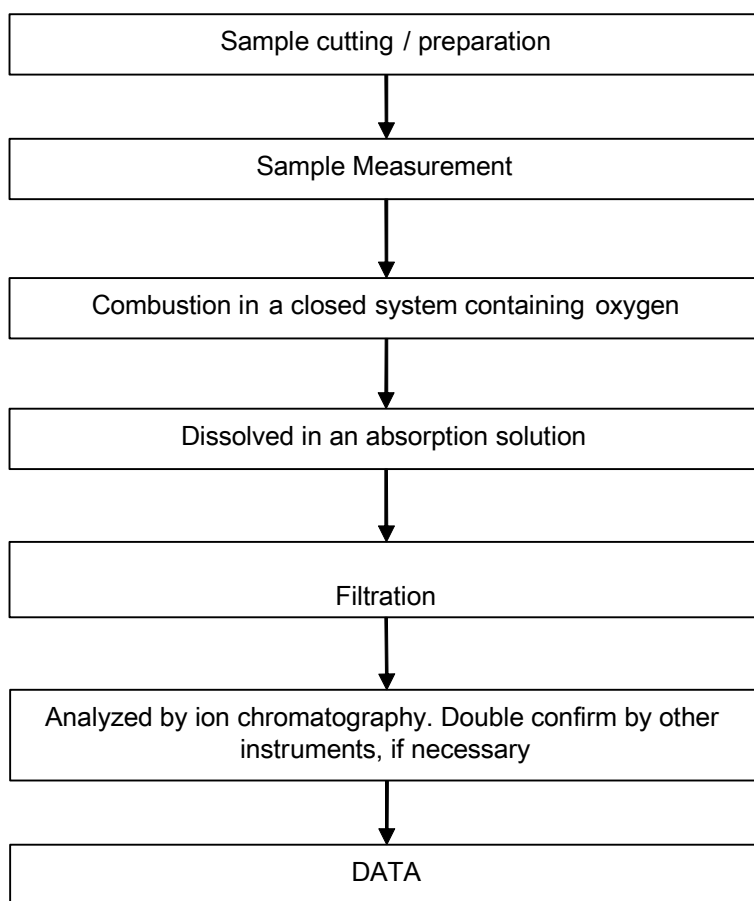 Sample cutting / preparation
Sample Measurement
Combustion in a closed system containing oxygen
Dissolved in an absorption solution
Filtration
Analyzed by ion chromatography. Double confirm by other
instruments, if necessary
DATA